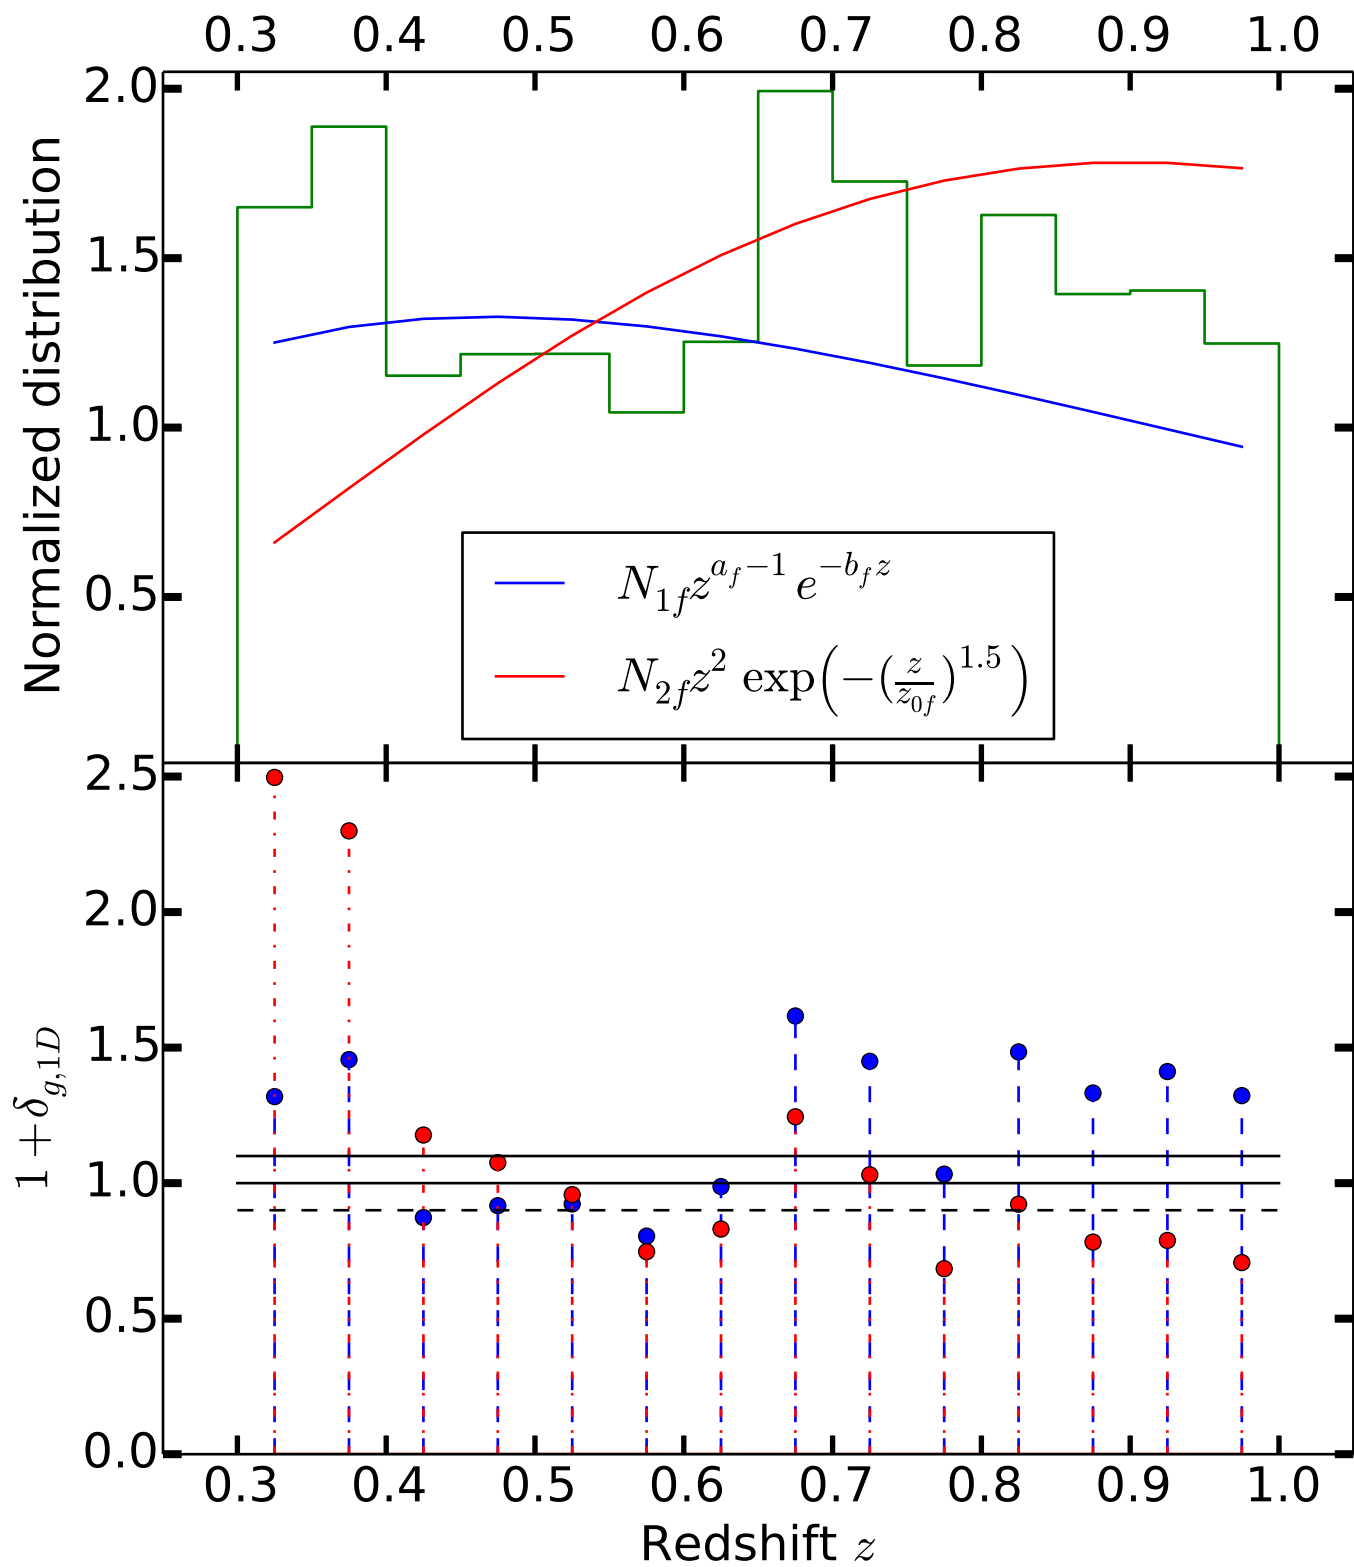 0.3 0.4 0.5 0.6 0.7 0.8 0.9 1.0
Normalized distribution
2.0
1.5
1.0
0.5
N_{1f} z^{a_f−1} e^{−b_f z}
N_{2f} z^2 exp(−(z/z_{0f})^{1.5})
1+δ_{g,1D}
2.5
2.0
1.5
1.0
0.5
0.0
0.3 0.4 0.5 0.6 0.7 0.8 0.9 1.0
Redshift z